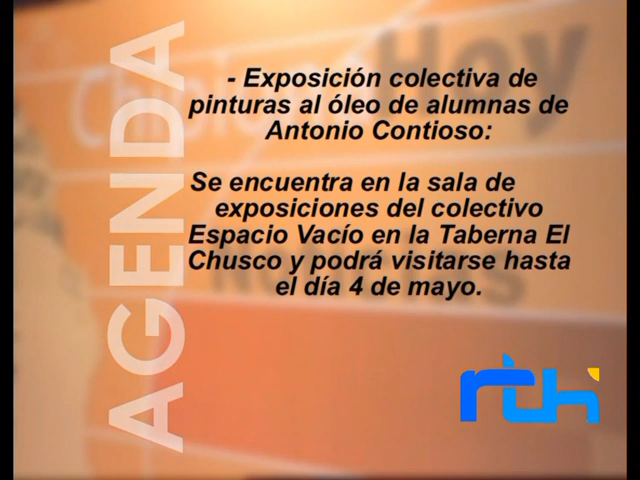 AGENDA
- Exposición colectiva de
pinturas al óleo de alumnas de
Antonio Contioso:
Se encuentra en la sala de
exposiciones del colectivo
Espacio Vacío en la Taberna El
Chusco y podrá visitarse hasta
el día 4 de mayo.
Hoy
rth